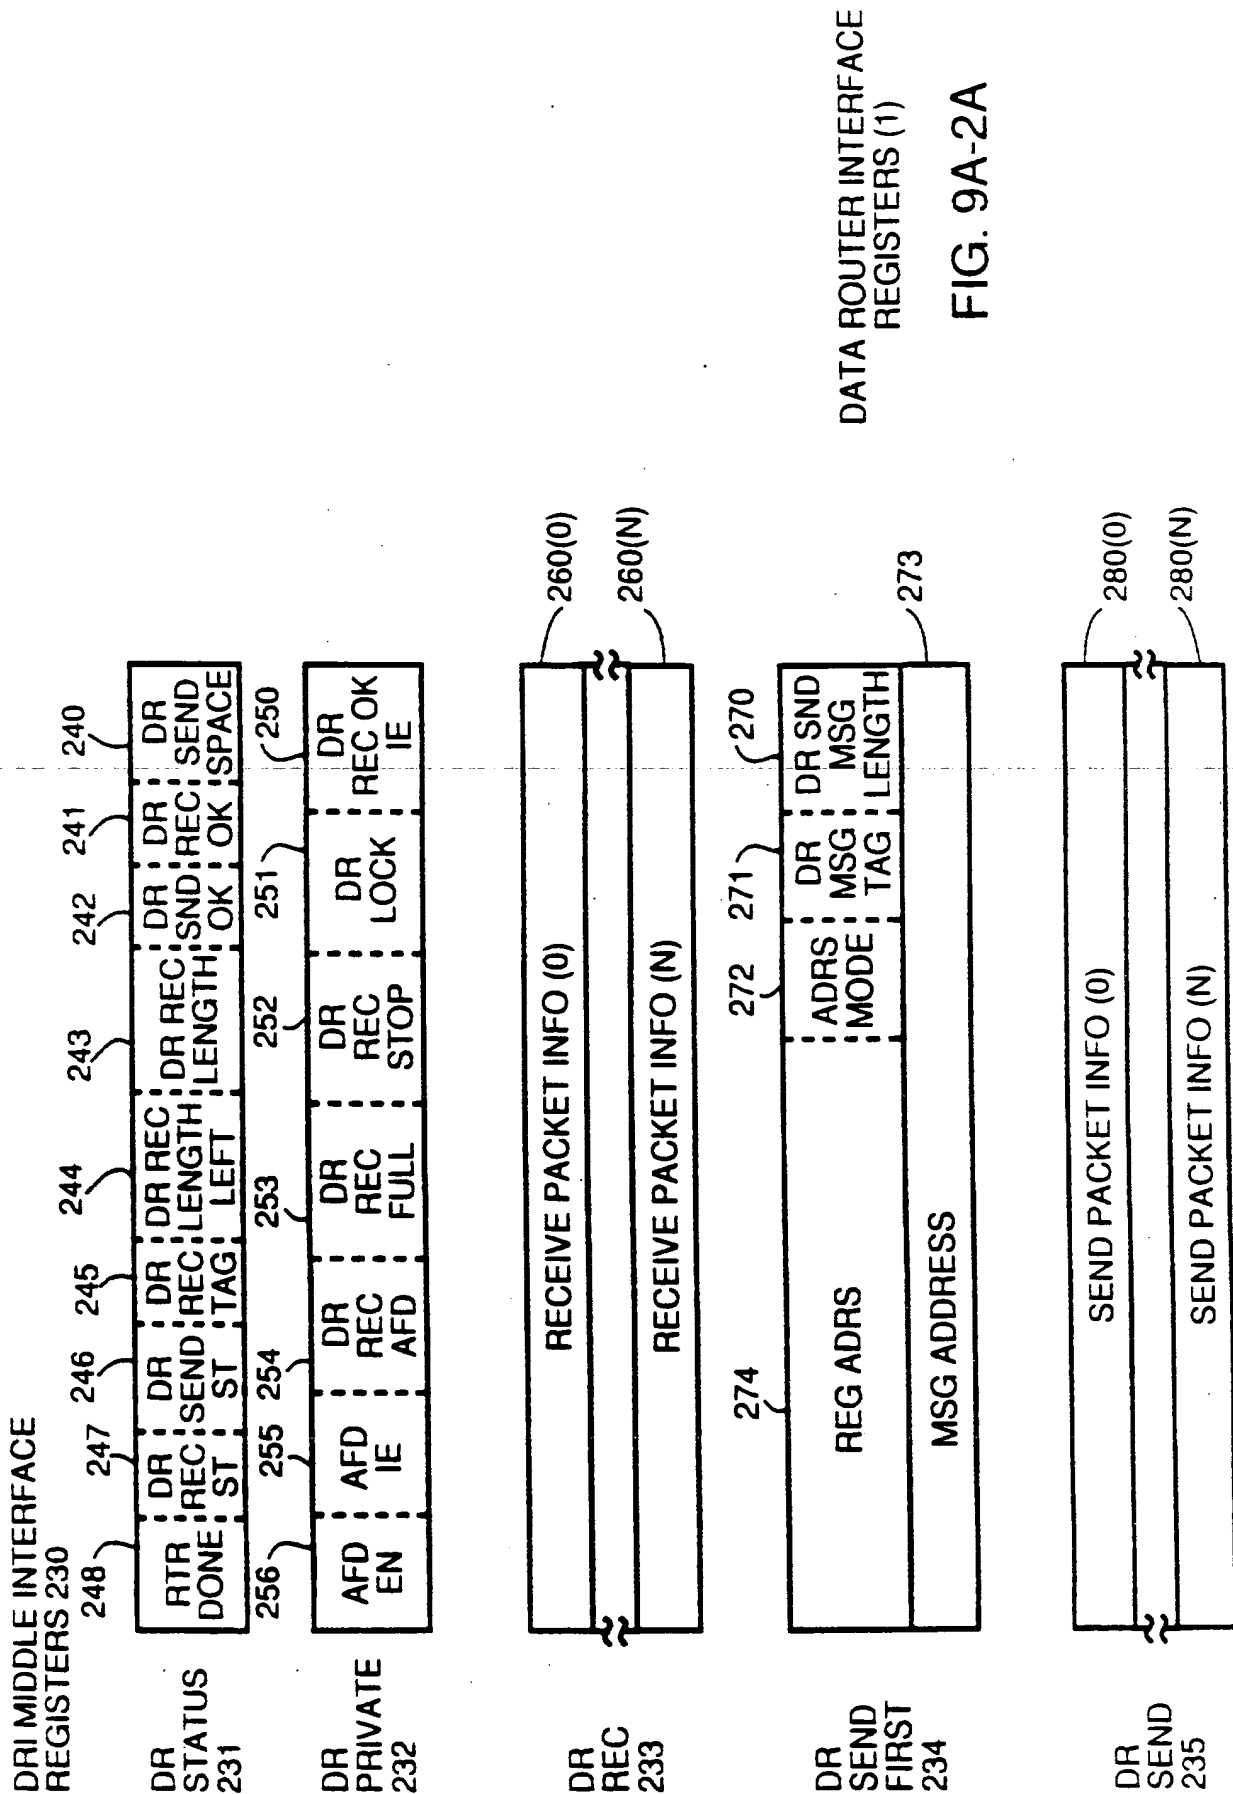 DRI MIDDLE INTERFACE
REGISTERS 230
248 247 246 245 244 243 242 241 240
DR
STATUS
231
RTR
DONE
DR
REC
ST
DR
SEND
ST
DR
REC
TAG
DR REC
LENGTH
LEFT
DR REC
LENGTH
DR
SND
OK
DR
REC
OK
DR
SEND
SPACE
256 255 254 253 252 251 250
DR
PRIVATE
232
AFD
EN
AFD
IE
DR
REC
AFD
DR
REC
FULL
DR
REC
STOP
DR
LOCK
DR
REC OK
IE
DR
REC
233
RECEIVE PACKET INFO (0)
260(0)
RECEIVE PACKET INFO (N)
260(N)
274 272 271 270
DR
SEND
FIRST
234
REG ADRS
ADRS
MODE
DR
MSG
TAG
DR SND
MSG
LENGTH
MSG ADDRESS
273
DR
SEND
235
SEND PACKET INFO (0)
280(0)
SEND PACKET INFO (N)
280(N)
DATA ROUTER INTERFACE
REGISTERS (1)
FIG. 9A-2A